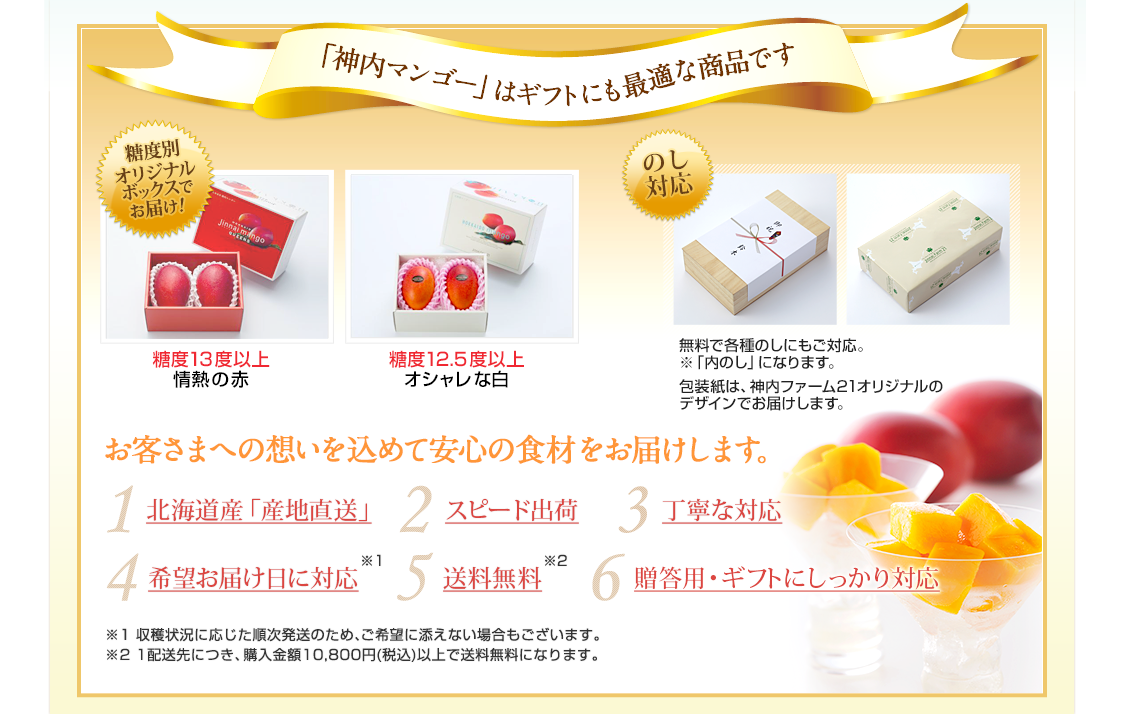 「神内マンゴー」はギフトにも最適な商品です
糖度別
オリジナル
ボックスで
お届け!
のし
対応
Jinnai mango
御祝
鈴木
糖度13度以上
情熱の赤
糖度12.5度以上
オシャレな白
無料で各種のしにもご対応。
※「内のし」になります。
包装紙は、神内ファーム21オリジナルの
デザインでお届けします。
お客さまへの想いを込めて安心の食材をお届けします。
1 北海道産「産地直送」
2 スピード出荷
3 丁寧な対応
4 希望お届け日に対応※1
5 送料無料※2
6 贈答用・ギフトにしっかり対応
※1 収穫状況に応じた順次発送のため、ご希望に添えない場合もございます。
※2 1配送先につき、購入金額10,800円(税込)以上で送料無料になります。